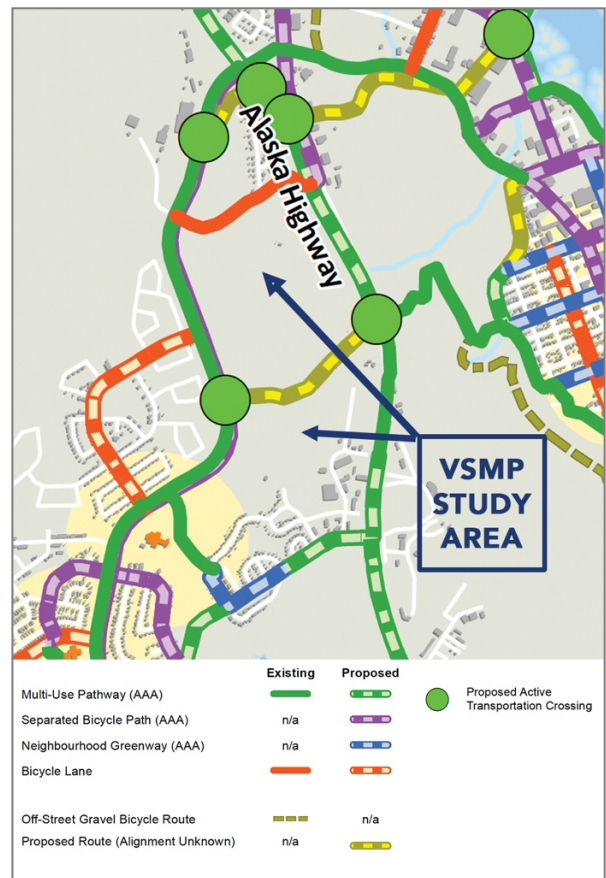 Alaska Highway
VSMP
STUDY
AREA
Existing Proposed
Multi-Use Pathway (AAA)
Separated Bicycle Path (AAA) n/a
Neighbourhood Greenway (AAA) n/a
Bicycle Lane
Off-Street Gravel Bicycle Route n/a
Proposed Route (Alignment Unknown) n/a
Proposed Active
Transportation Crossing